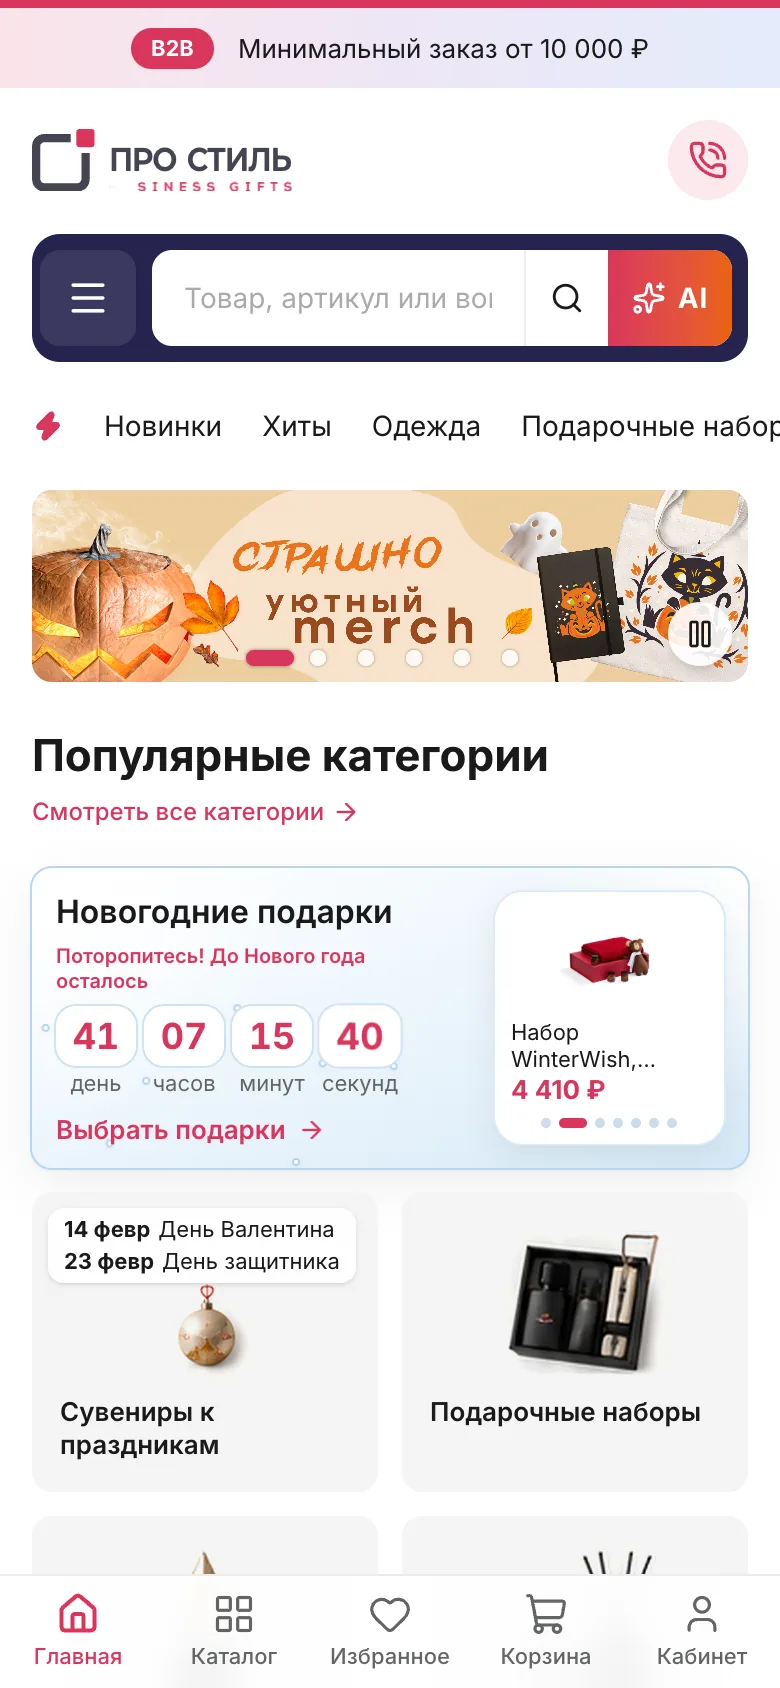 B2B Минимальный заказ от 10 000 ₽
ПРО СТИЛЬ
SINESS GIFTS
Товар, артикул или
AI
Новинки Хиты Одежда Подарочные
СТРАШНО
уютный
merch
Популярные категории
Смотреть все категории
Новогодние подарки
Поторопитесь! До Нового года
осталось
41 07 15 40
день часов минут секунд
Выбрать подарки
Набор
WinterWish,...
4 410 ₽
14 февр День Валентина
23 февр День защитника
Сувениры к
праздникам
Подарочные наборы
Главная Каталог Избранное Корзина Кабинет